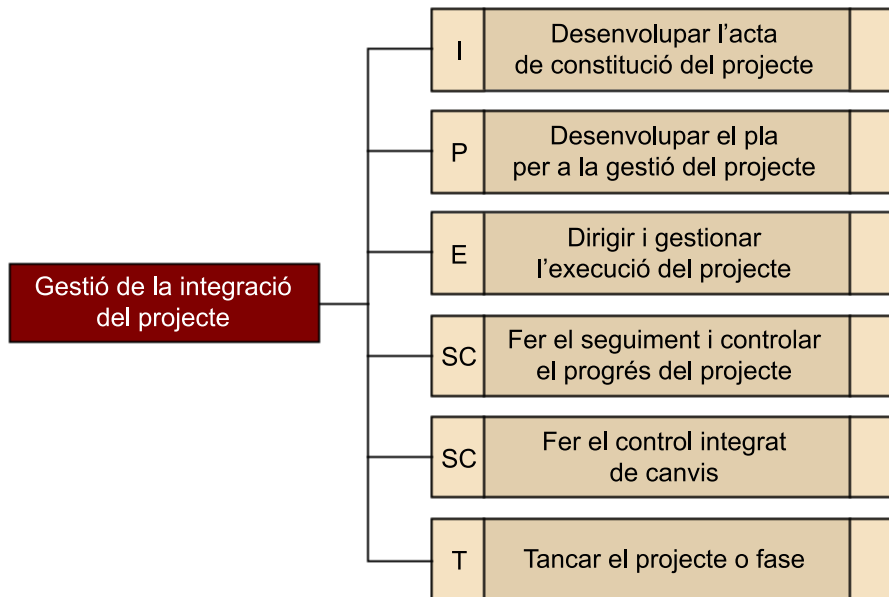 Gestió de la integració
del projecte
I
Desenvolupar l’acta
de constitució del projecte
P
Desenvolupar el pla
per a la gestió del projecte
E
Dirigir i gestionar
l’execució del projecte
SC
Fer el seguiment i controlar
el progrés del projecte
SC
Fer el control integrat
de canvis
T
Tancar el projecte o fase